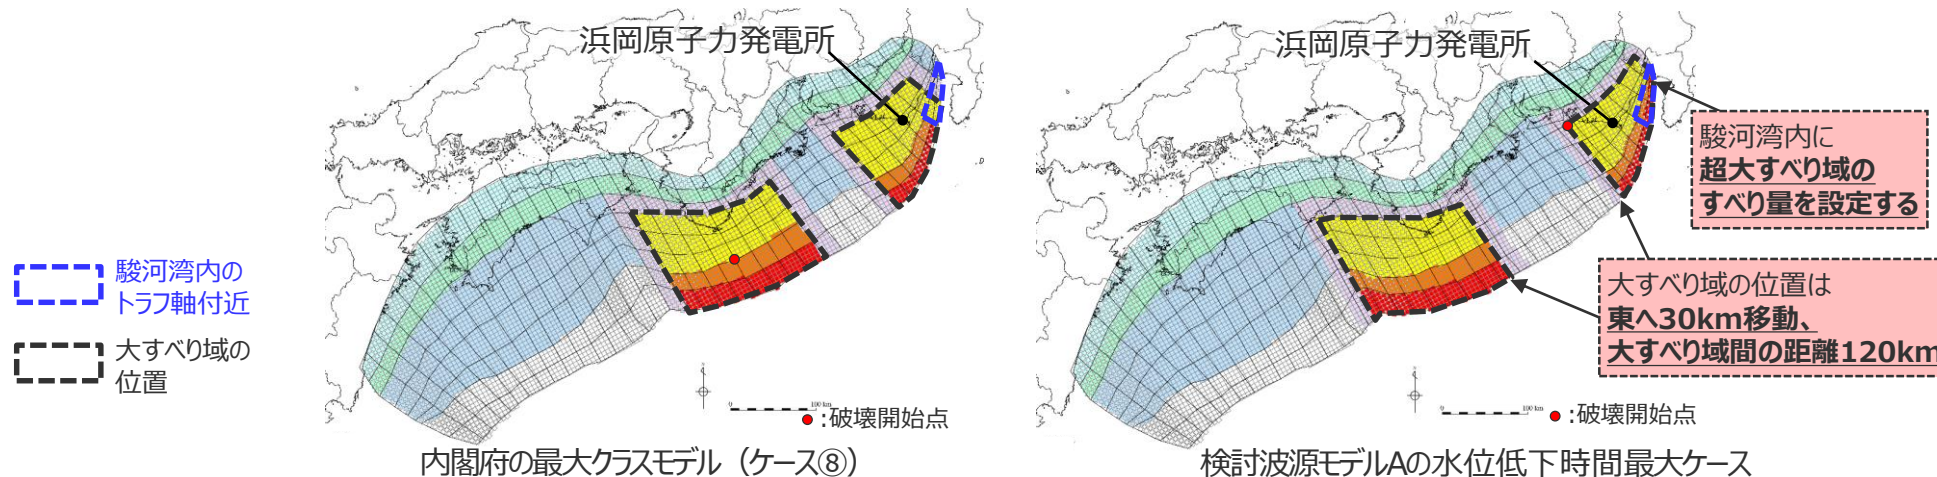 浜岡原子力発電所
駿河湾内の
トラフ軸付近
大すべり域の
位置
0 100 km
●:破壊開始点
内閣府の最大クラスモデル（ケース⑧）
浜岡原子力発電所
駿河湾内に
超大すべり域の
すべり量を設定する
大すべり域の位置は
東へ30km移動、
大すべり域間の距離120km
0 100 km
●:破壊開始点
検討波源モデルAの水位低下時間最大ケース